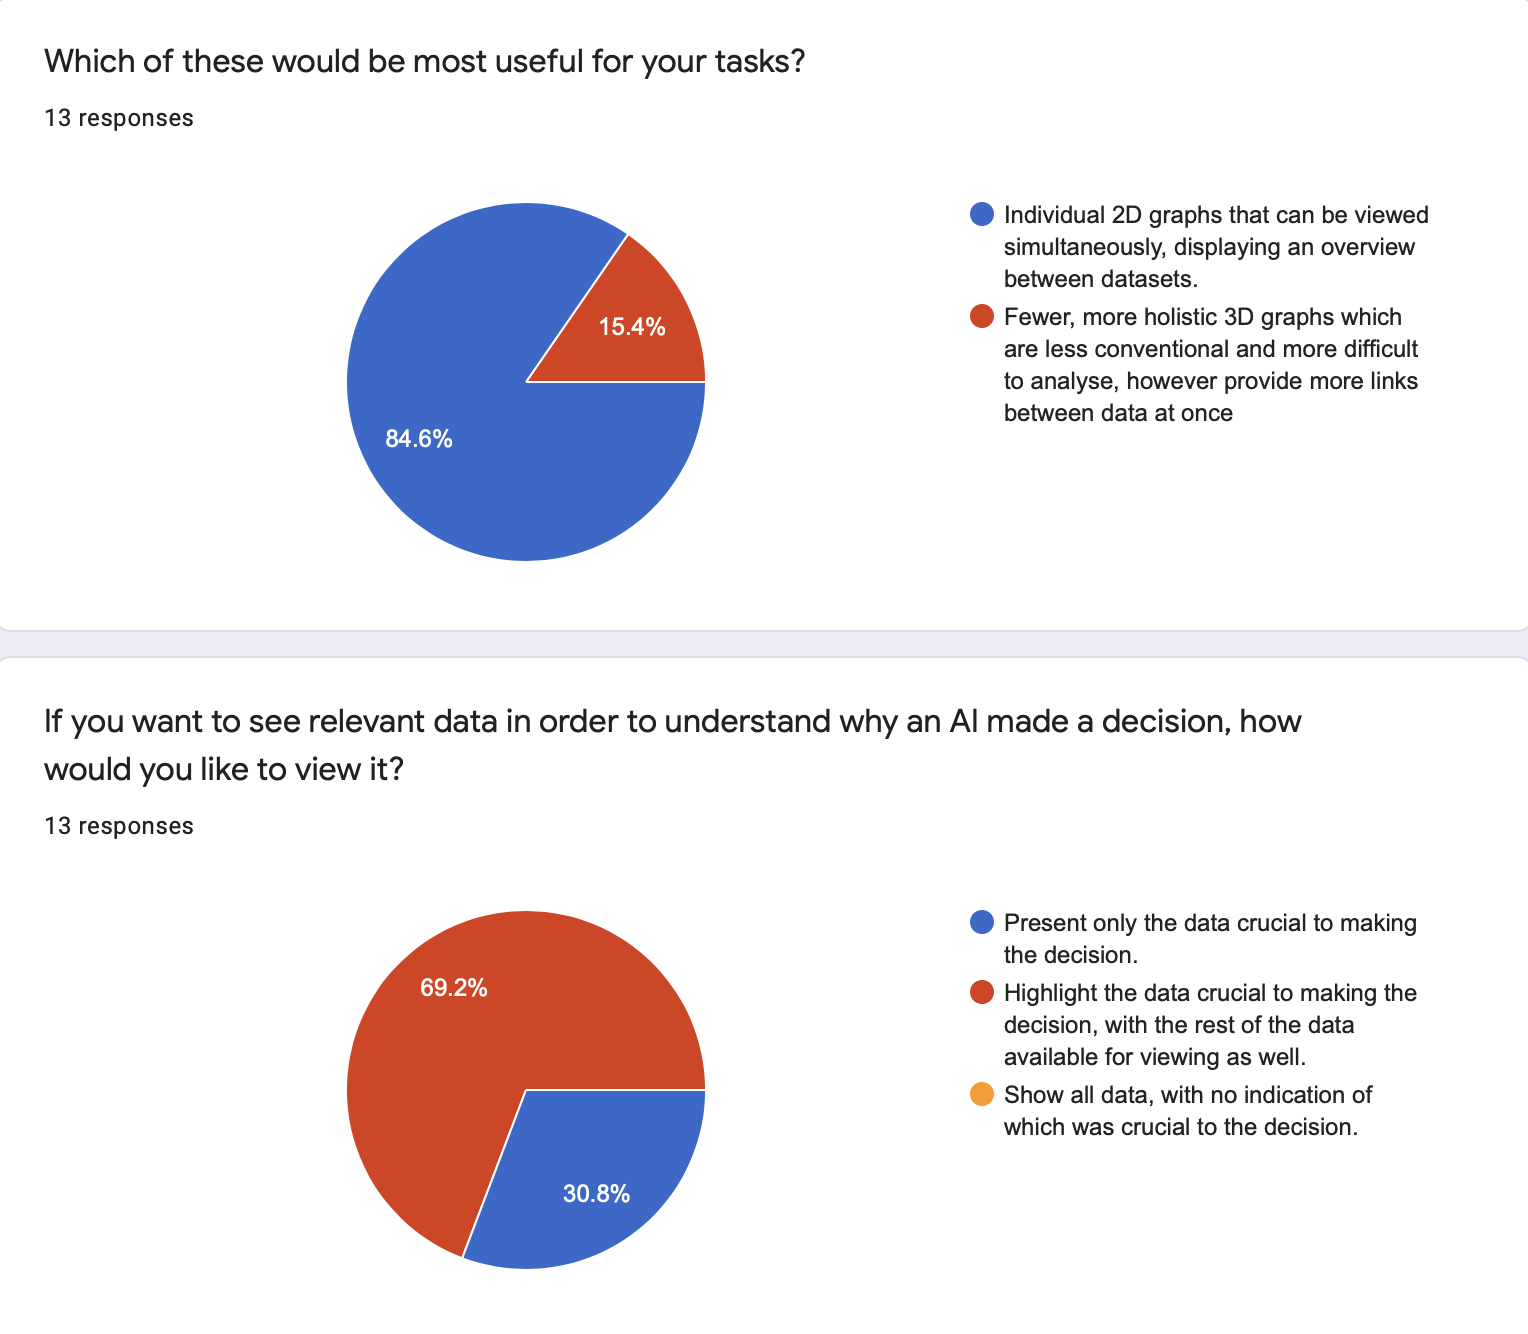 Which of these would be most useful for your tasks?
13 responses
Individual 2D graphs that can be viewed
simultaneously, displaying an overview
between datasets.
Fewer, more holistic 3D graphs which
are less conventional and more difficult
to analyse, however provide more links
between data at once
15.4%
84.6%
If you want to see relevant data in order to understand why an AI made a decision, how
would you like to view it?
13 responses
Present only the data crucial to making
the decision.
Highlight the data crucial to making the
decision, with the rest of the data
available for viewing as well.
Show all data, with no indication of
which was crucial to the decision.
69.2%
30.8%